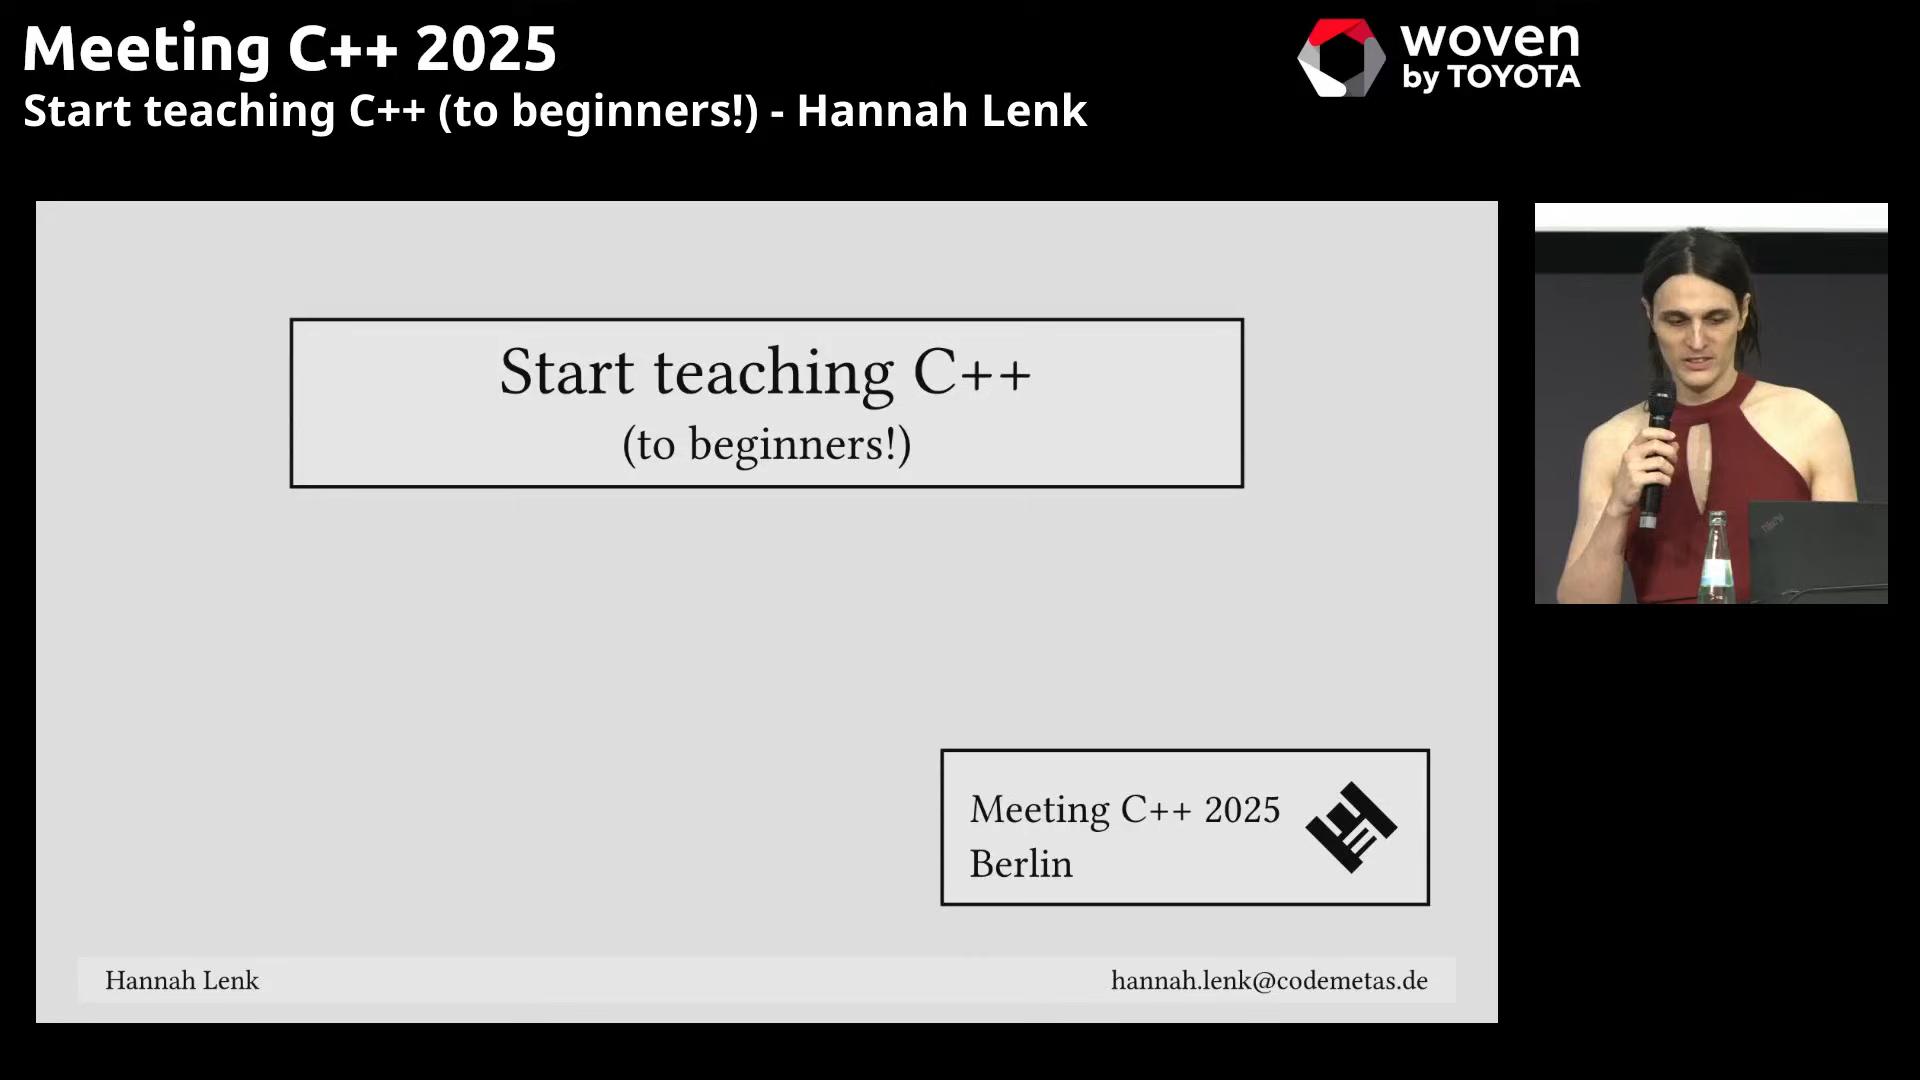 Meeting C++ 2025
Start teaching C++ (to beginners!) - Hannah Lenk
woven
by TOYOTA
Start teaching C++
(to beginners!)
Meeting C++ 2025
Berlin
Hannah Lenk
hannah.lenk@codemetas.de